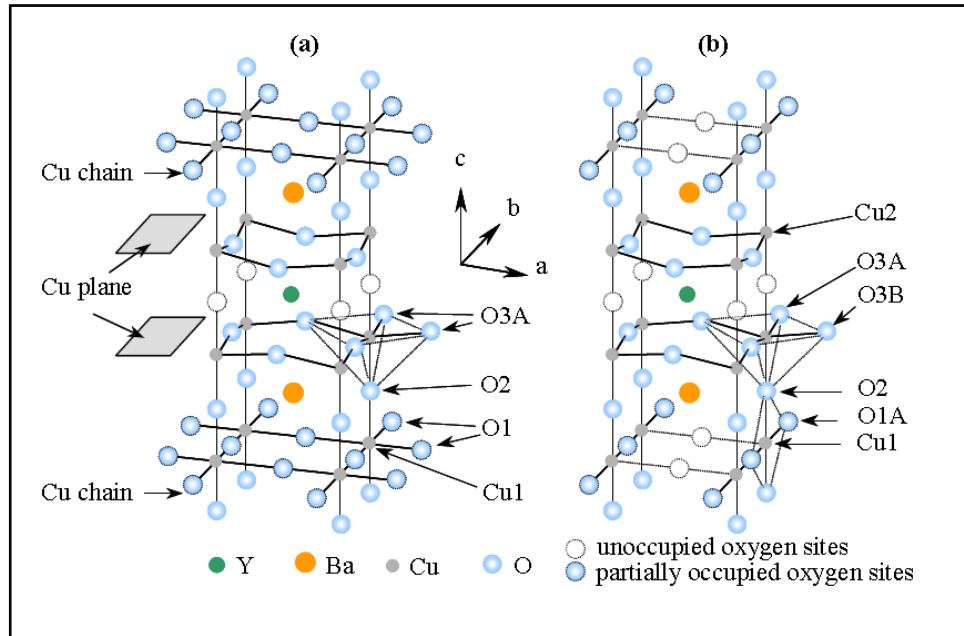 (a)
(b)
Cu chain
c
b
a
Cu2
Cu plane
O3A
O3B
O3A
O2
O2
O1
O1A
Cu1
Cu chain
Cu1
Y
Ba
Cu
O
unoccupied oxygen sites
partially occupied oxygen sites